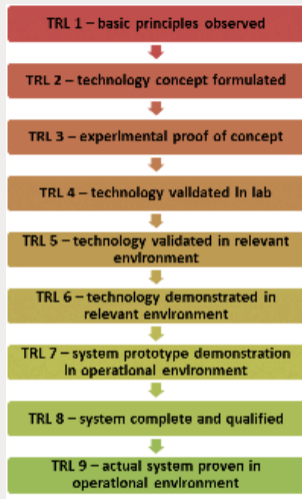 TRL 1 – basic principles observed
TRL 2 – technology concept formulated
TRL 3 – experimental proof of concept
TRL 4 – technology validated in lab
TRL 5 – technology validated in relevant
environment
TRL 6 – technology demonstrated in
relevant environment
TRL 7 – system prototype demonstration
in operational environment
TRL 8 – system complete and qualified
TRL 9 – actual system proven in
operational environment